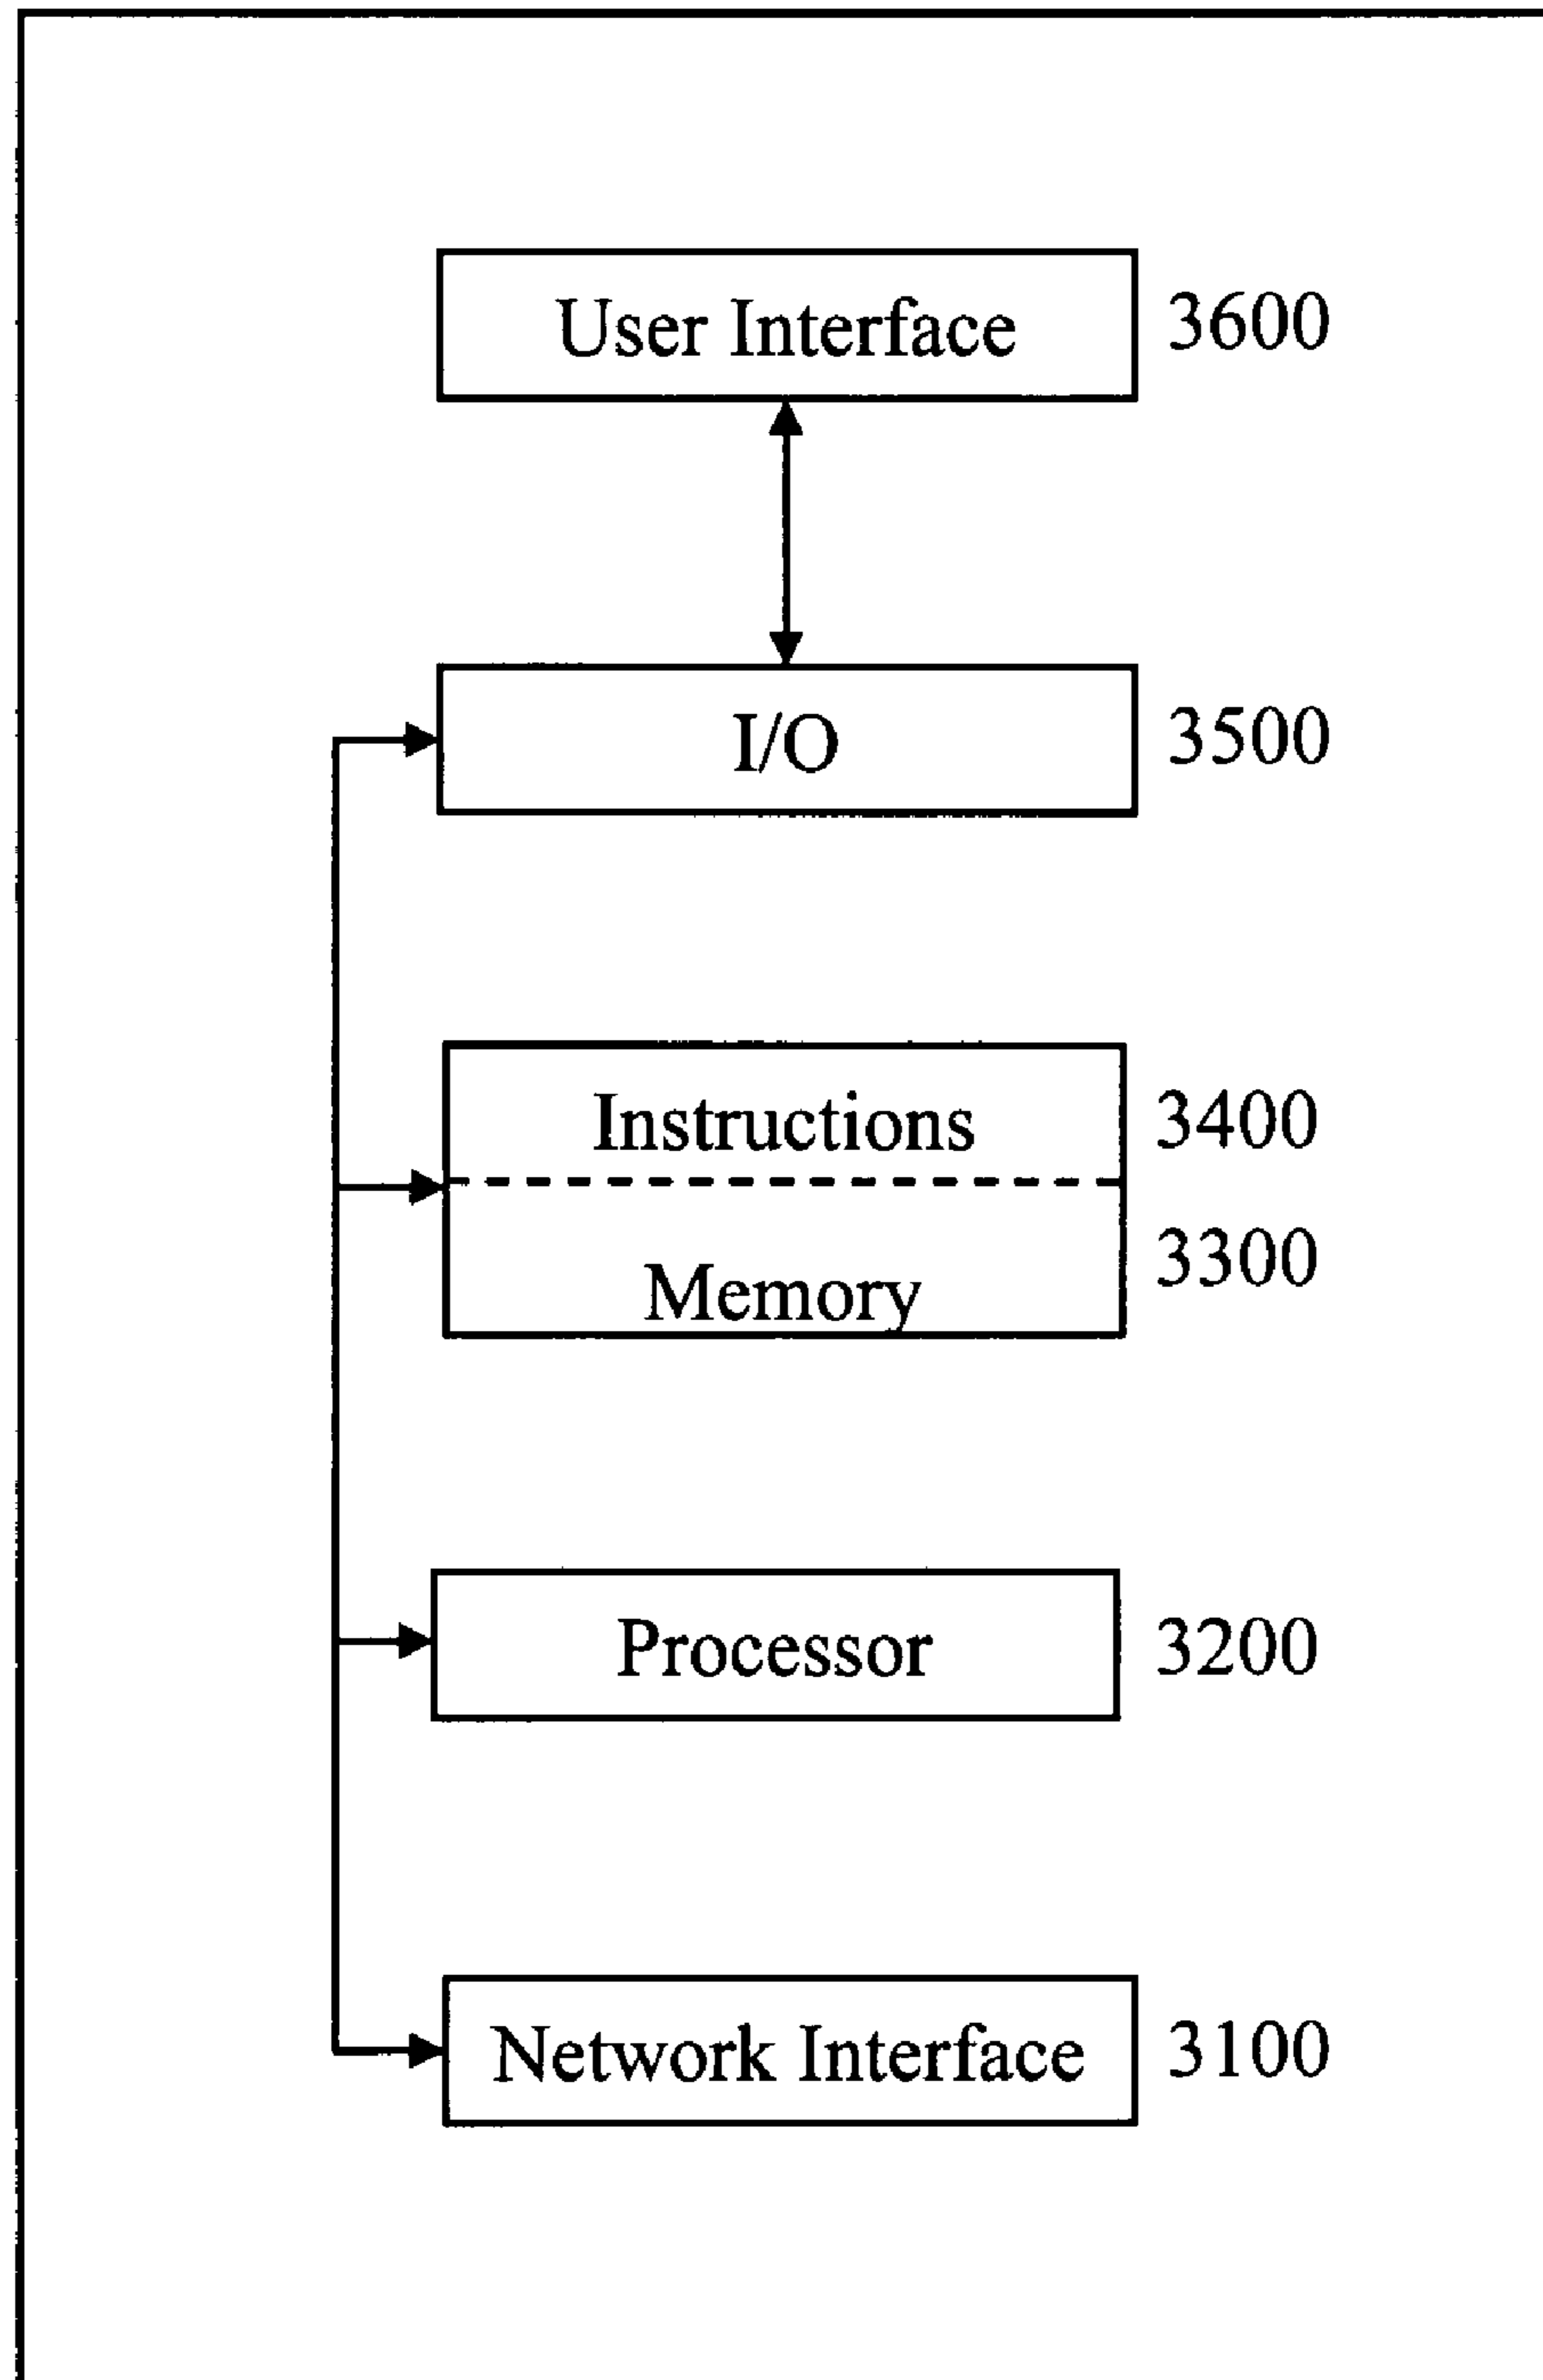 User Interface 3600
I/O 3500
Instructions 3400
Memory 3300
Processor 3200
Network Interface 3100